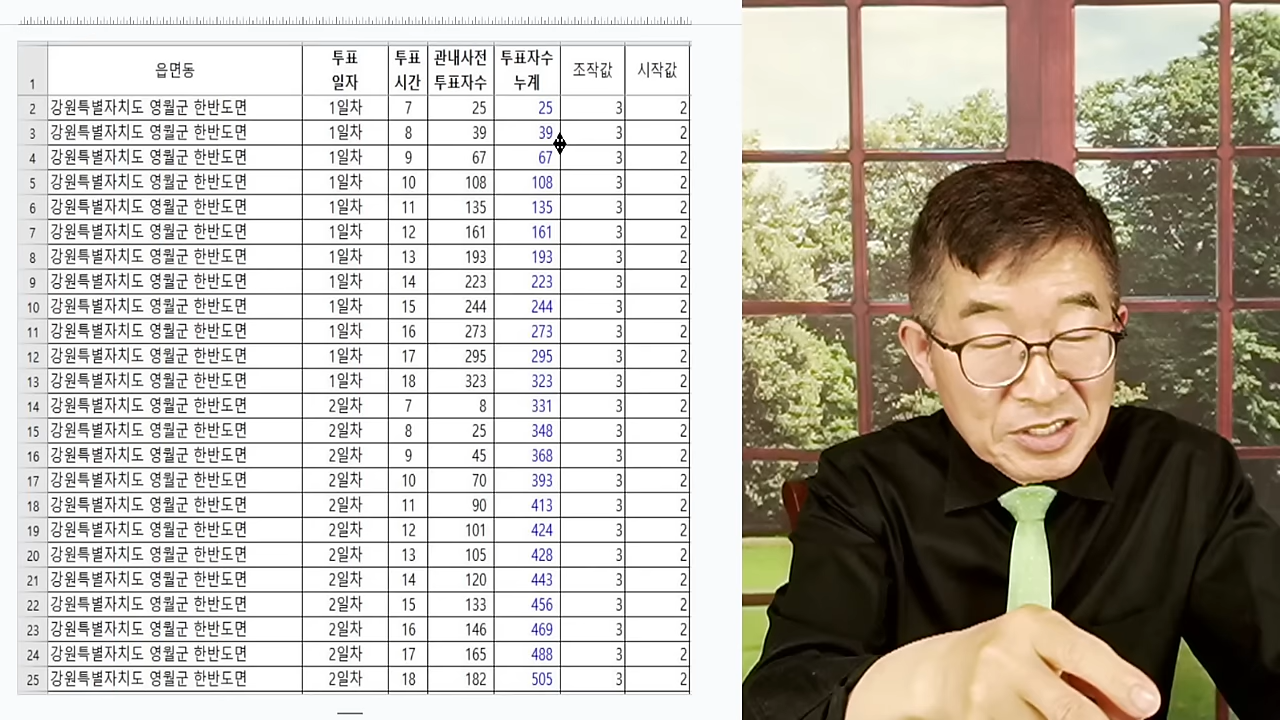 1 읍면동 투표 일자 투표 시간 관내사전 투표자수 투표자수 누계 조작값 시작값
2 강원특별자치도 영월군 한반도면 1일차 7 25 25 3 2
3 강원특별자치도 영월군 한반도면 1일차 8 39 39 3 2
4 강원특별자치도 영월군 한반도면 1일차 9 67 67 3 2
5 강원특별자치도 영월군 한반도면 1일차 10 108 108 3 2
6 강원특별자치도 영월군 한반도면 1일차 11 135 135 3 2
7 강원특별자치도 영월군 한반도면 1일차 12 161 161 3 2
8 강원특별자치도 영월군 한반도면 1일차 13 193 193 3 2
9 강원특별자치도 영월군 한반도면 1일차 14 223 223 3 2
10 강원특별자치도 영월군 한반도면 1일차 15 244 244 3 2
11 강원특별자치도 영월군 한반도면 1일차 16 273 273 3 2
12 강원특별자치도 영월군 한반도면 1일차 17 295 295 3 2
13 강원특별자치도 영월군 한반도면 1일차 18 323 323 3 2
14 강원특별자치도 영월군 한반도면 2일차 7 8 331 3 2
15 강원특별자치도 영월군 한반도면 2일차 8 25 348 3 2
16 강원특별자치도 영월군 한반도면 2일차 9 45 368 3 2
17 강원특별자치도 영월군 한반도면 2일차 10 70 393 3 2
18 강원특별자치도 영월군 한반도면 2일차 11 90 413 3 2
19 강원특별자치도 영월군 한반도면 2일차 12 101 424 3 2
20 강원특별자치도 영월군 한반도면 2일차 13 105 428 3 2
21 강원특별자치도 영월군 한반도면 2일차 14 120 443 3 2
22 강원특별자치도 영월군 한반도면 2일차 15 133 456 3 2
23 강원특별자치도 영월군 한반도면 2일차 16 146 469 3 2
24 강원특별자치도 영월군 한반도면 2일차 17 165 488 3 2
25 강원특별자치도 영월군 한반도면 2일차 18 182 505 3 2